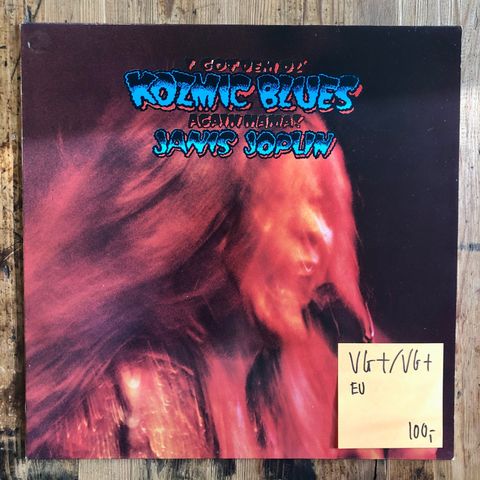 I GOT DEM OL'
KOZMIC BLUES
AGAIN MAMA!
JANIS JOPLIN
VG+/VG+
EU
100,-